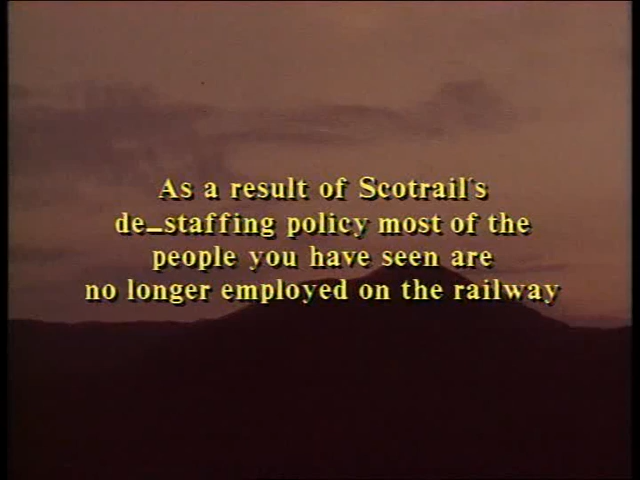 As a result of Scotrail's
de-staffing policy most of the
people you have seen are
no longer employed on the railway